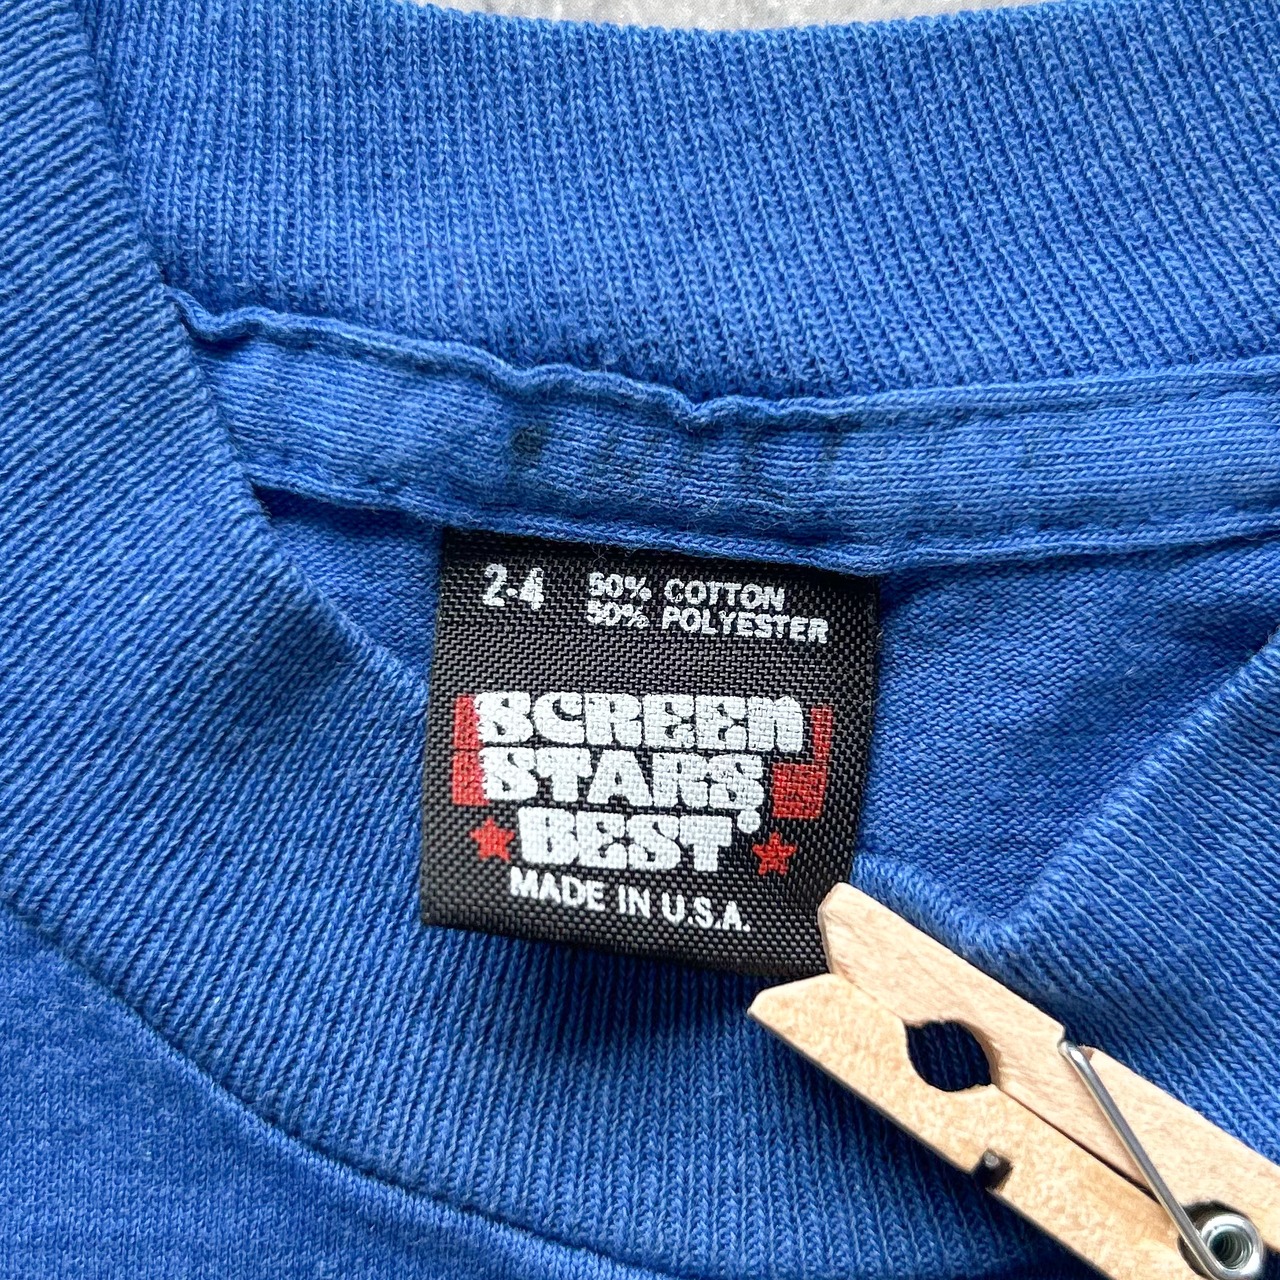 2-4
50% COTTON
50% POLYESTER
SCREEN
STARS
BEST
MADE IN U.S.A.